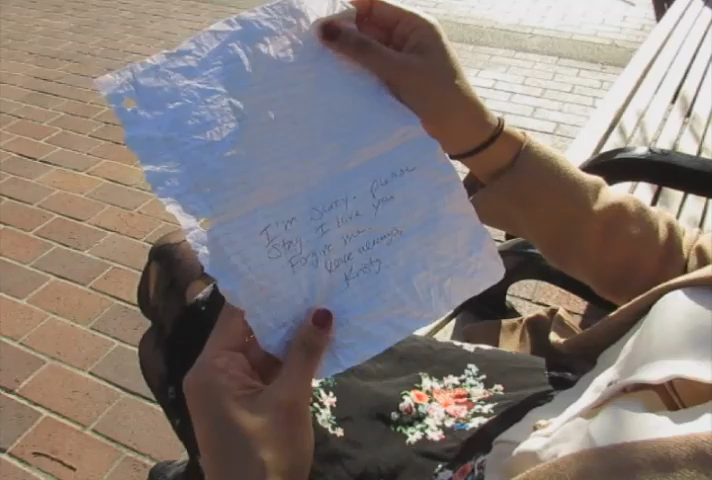 I'm sorry. please
Stay I love you
Forgive me.
Love always
Kristy